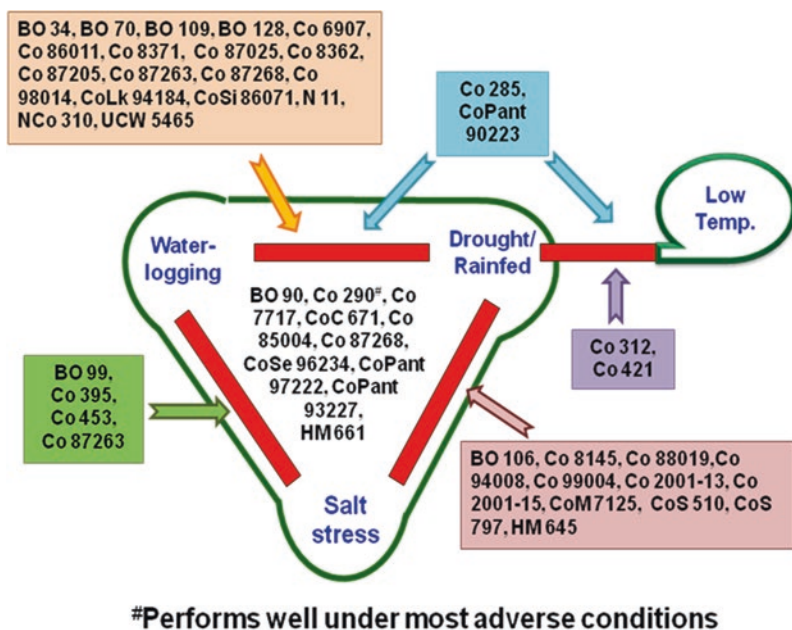 BO 34, BO 70, BO 109, BO 128, Co 6907,
Co 86011, Co 8371, Co 87025, Co 8362,
Co 87205, Co 87263, Co 87268, Co
98014, CoLk 94184, CoSi 86071, N 11,
NCo 310, UCW 5465
Co 285,
CoPant
90223
Low
Temp.
Water-
logging
Drought/
Rainfed
BO 90, Co 290#, Co
7717, CoC 671, Co
85004, Co 87268,
CoSe 96234, CoPant
97222, CoPant
93227,
HM 661
Co 312,
Co 421
BO 99,
Co 395,
Co 453,
Co 87263
BO 106, Co 8145, Co 88019, Co
94008, Co 99004, Co 2001-13, Co
2001-15, CoM 7125, CoS 510, CoS
797, HM 645
Salt
stress
#Performs well under most adverse conditions